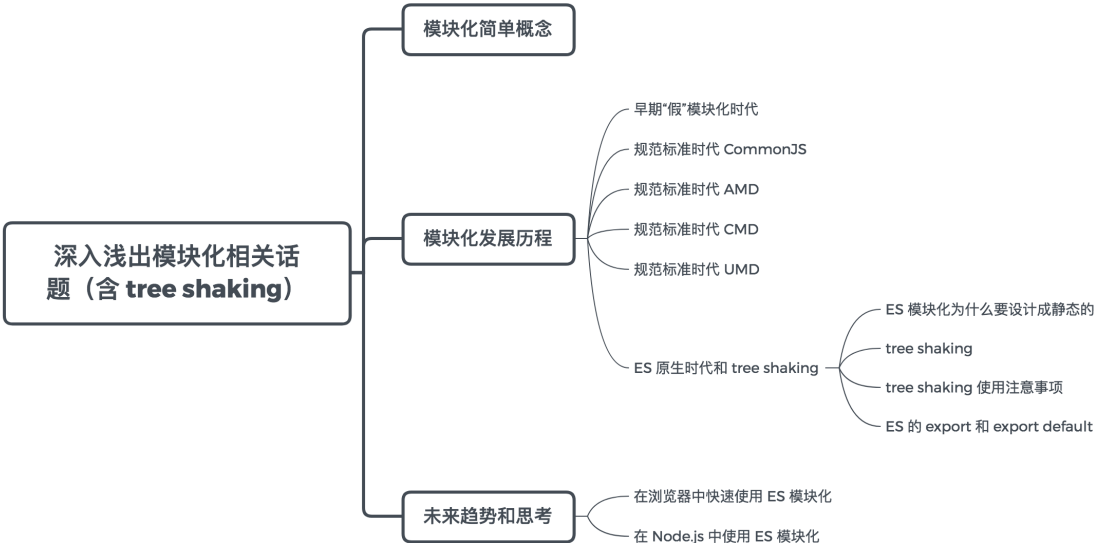 深入浅出模块化相关话
题（含 tree shaking）
模块化简单概念
模块化发展历程
早期“假”模块化时代
规范标准时代 CommonJS
规范标准时代 AMD
规范标准时代 CMD
规范标准时代 UMD
ES 原生时代和 tree shaking
ES 模块化为什么要设计成静态的
tree shaking
tree shaking 使用注意事项
ES 的 export 和 export default
未来趋势和思考
在浏览器中快速使用 ES 模块化
在 Node.js 中使用 ES 模块化